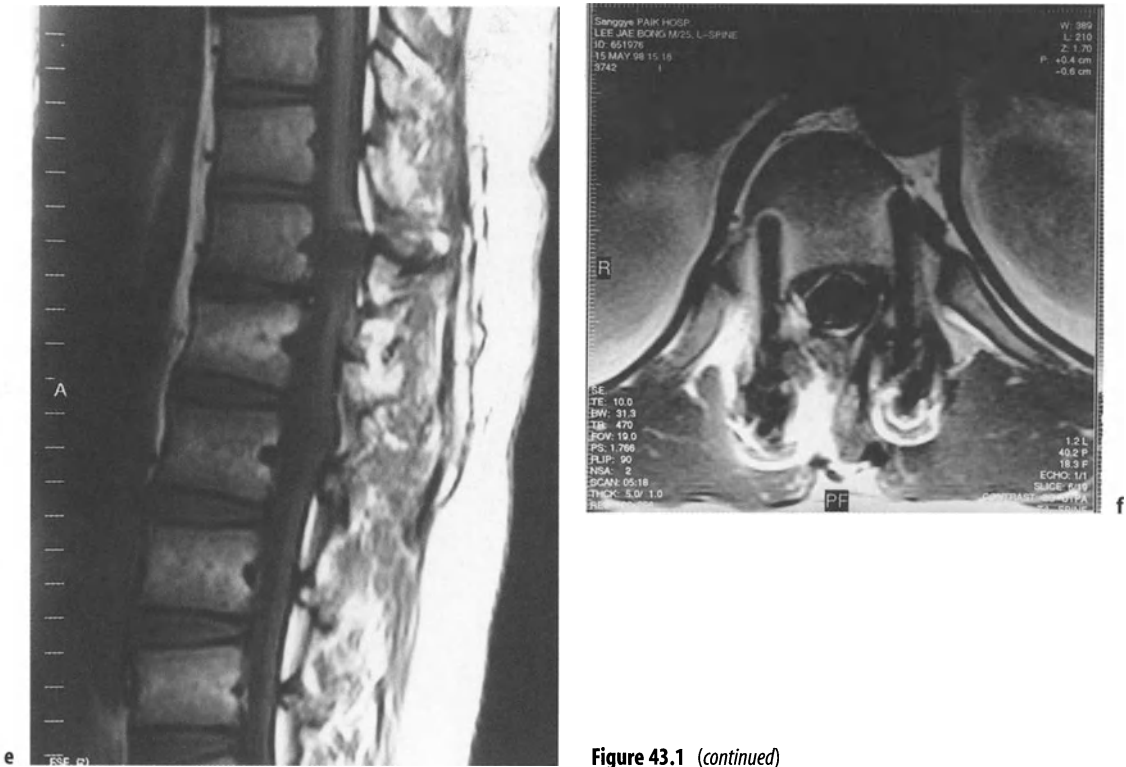 A
e
FSE
Sanggye PAIK HOSP
LEE JAE BONG M/25, L-SPINE
ID: 651976
15 MAY 98 15:18
3742 I
W: 389
L: 210
Z: 1.70
P: +0.4 cm
-0.6 cm
R
SE
TE: 10.0
BW: 31.3
TR: 470
FOV: 19.0
PS: 1.766
FLIP: 90
NSA: 2
SCAN: 05:18
THCK: 5.0/ 1.0
PF
1.2 L
40.2 P
18.3 F
ECHO: 1/1
SLICE:
CONTRAST:
f
Figure 43.1 (continued)